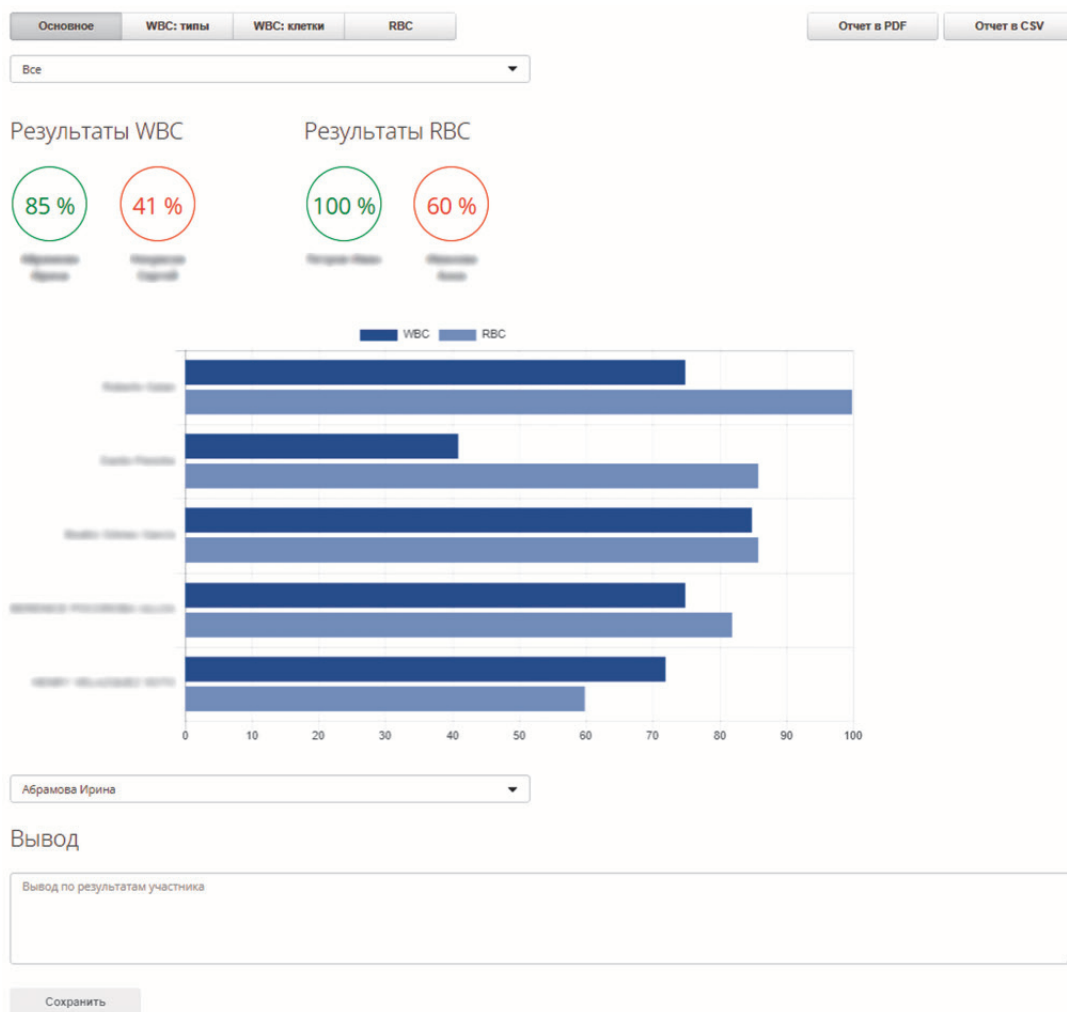 Основное WBC: типы WBC: клетки RBC Отчет в PDF Отчет в CSV
Все
Результаты WBC Результаты RBC
85 % 41 % 100 % 60 %
WBC RBC
0 10 20 30 40 50 60 70 80 90 100
Абрамова Ирина
Вывод
Вывод по результатам участника
Сохранить